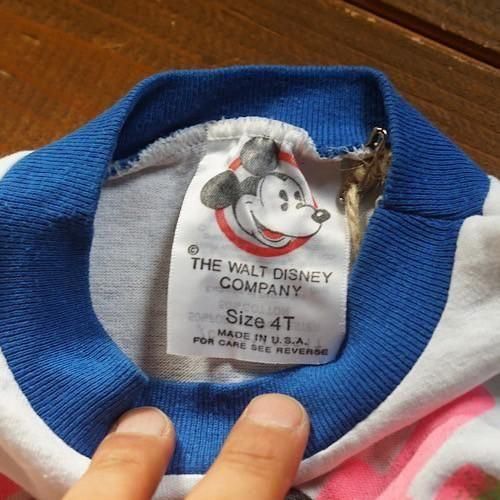 ©
THE WALT DISNEY
COMPANY
Size 4T
MADE IN U.S.A.
FOR CARE SEE REVERSE